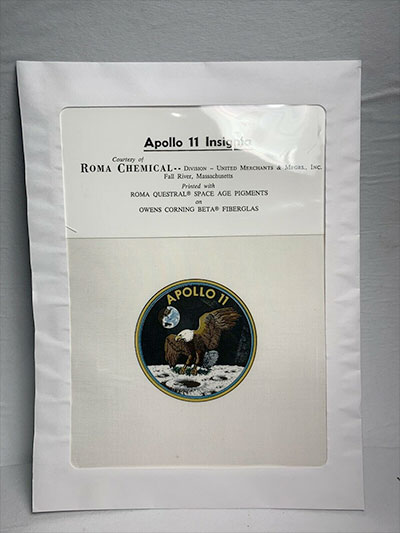 Apollo 11 Insignia
Courtesy of
ROMA CHEMICAL-- DIVISION – UNITED MERCHANTS & MFGRS., INC.
Fall River, Massachusetts
Printed with
ROMA QUESTRAL® SPACE AGE PIGMENTS
on
OWENS CORNING BETA® FIBERGLAS
APOLLO 11